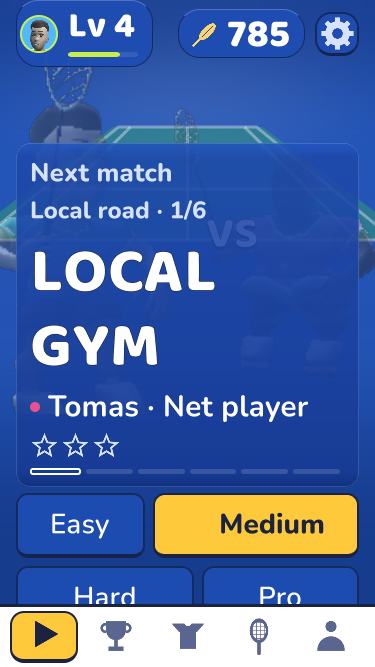 Lv 4
785
Next match
Local road · 1/6
VS
LOCAL
GYM
Tomas · Net player
Easy
Medium
Hard
Pro